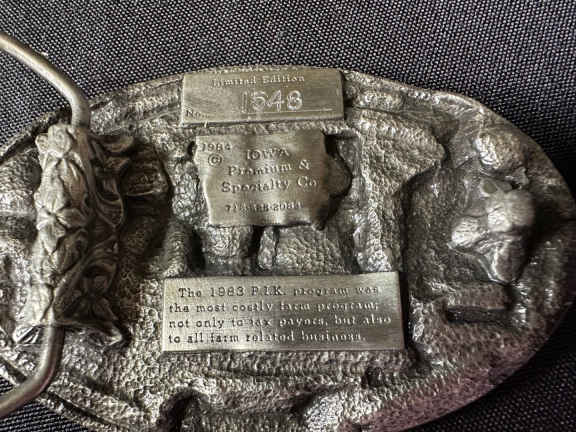 Limited Edition
No. 1548
1984
©
IOWA
Premium &
Specialty Co
The 1983 P.I.K. program was
the most costly farm program;
not only to tax payers, but also
to all farm related business.